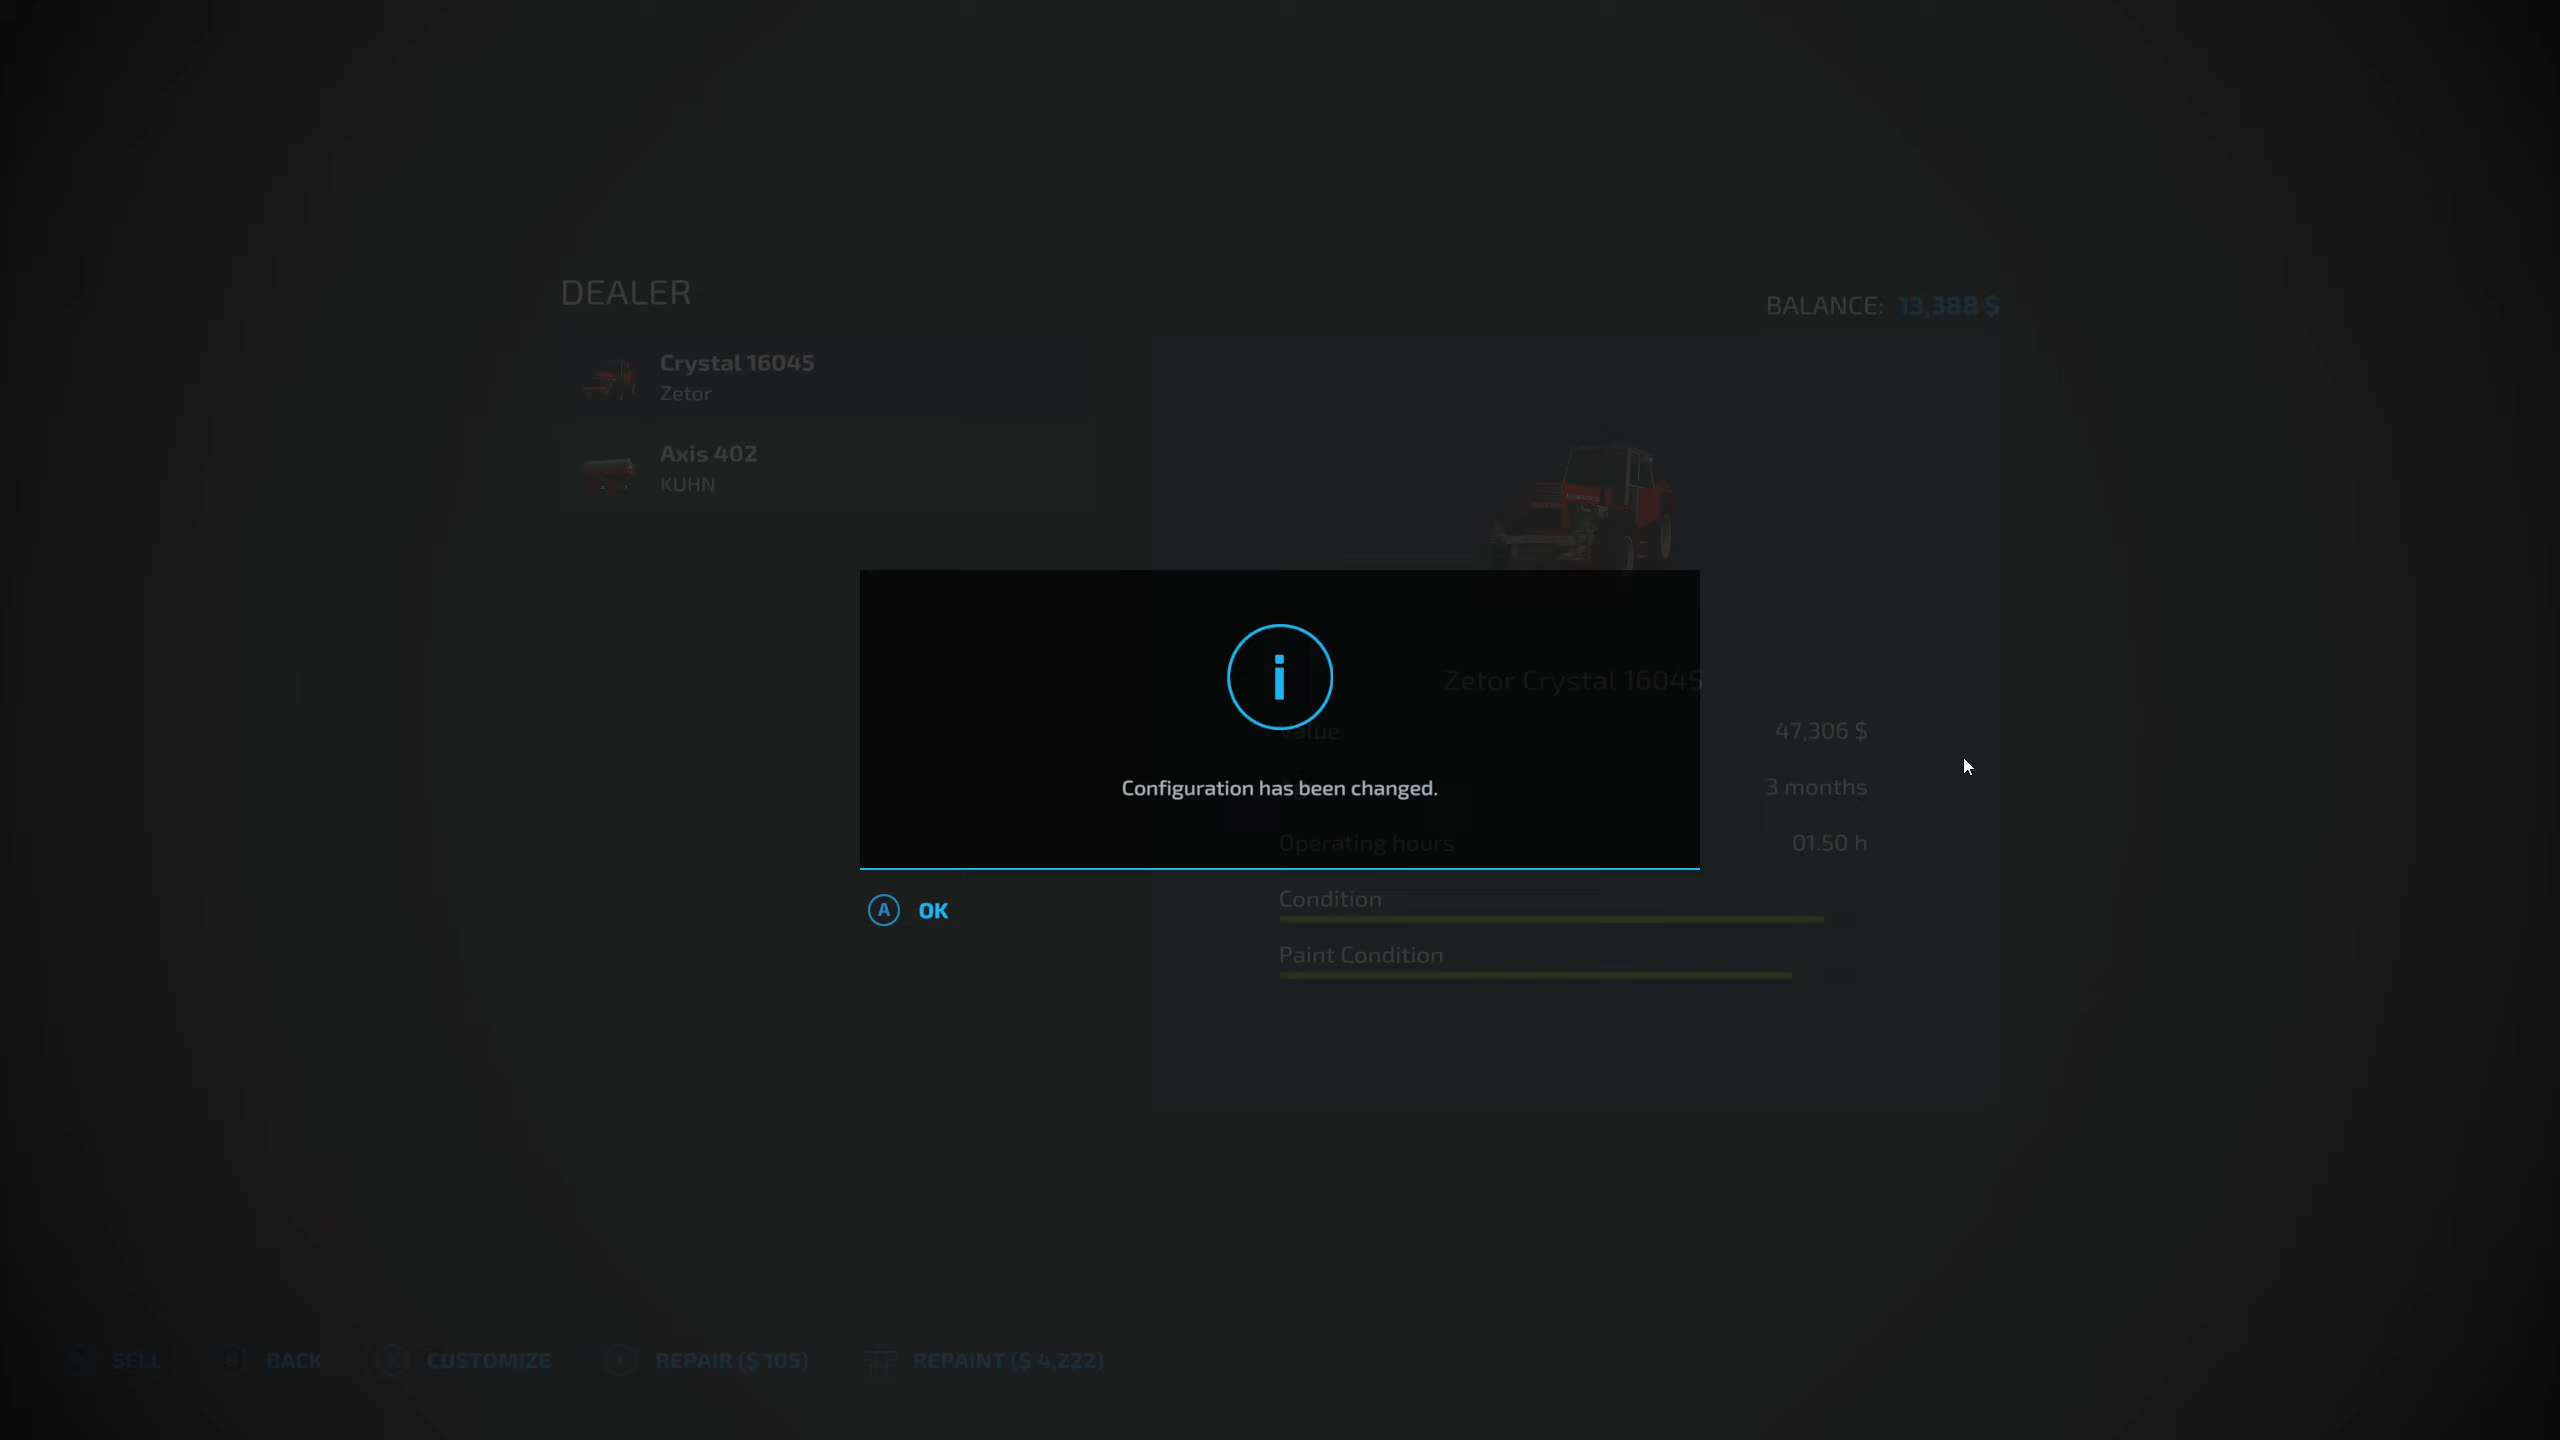 DEALER
BALANCE: 13,388 $
Crystal 16045
Zetor
Axis 402
KUHN
Zetor Crystal 16045
Value
47,306 $
Configuration has been changed.
3 months
Operating hours
01.50 h
Condition
A OK
Paint Condition
SELL
BACK
CUSTOMIZE
REPAIR ($ 105)
REPAINT ($ 4,222)